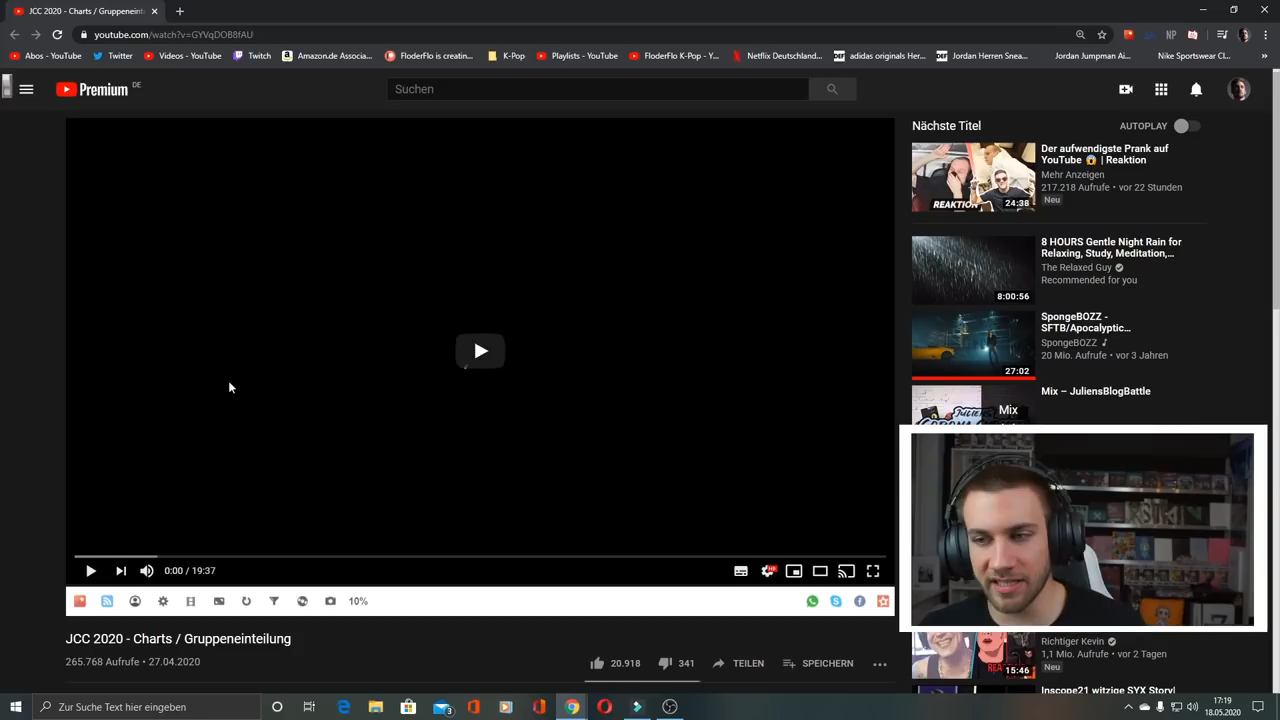 JCC 2020 - Charts / Gruppeneint
youtube.com/watch?v=GYVqDOB8fAU
Abos - YouTube
Twitter
Videos - YouTube
Twitch
Amazon.de Associa...
FloderFlo is creatin...
K-Pop
Playlists - YouTube
FloderFlo K-Pop - Y...
Netflix Deutschland...
adidas originals Her...
Jordan Herren Snea...
Jordan Jumpman Ai...
Nike Sportswear Cl...
Premium DE
Suchen
Nächste Titel
AUTOPLAY
Der aufwendigste Prank auf
YouTube 😱 | Reaktion
Mehr Anzeigen
217.218 Aufrufe • vor 22 Stunden
Neu
REAKTION
24:38
8 HOURS Gentle Night Rain for
Relaxing, Study, Meditation,...
The Relaxed Guy
Recommended for you
8:00:56
SpongeBOZZ -
SFTB/Apocalyptic...
SpongeBOZZ
20 Mio. Aufrufe • vor 3 Jahren
27:02
Mix – JuliensBlogBattle
Mix
0:00 / 19:37
10%
JCC 2020 - Charts / Gruppeneinteilung
265.768 Aufrufe • 27.04.2020
20.918
341
TEILEN
SPEICHERN
Richtiger Kevin
1,1 Mio. Aufrufe • vor 2 Tagen
Neu
15:46
Inscope21 witzige SYX Story|
Zur Suche Text hier eingeben
17:19
18.05.2020